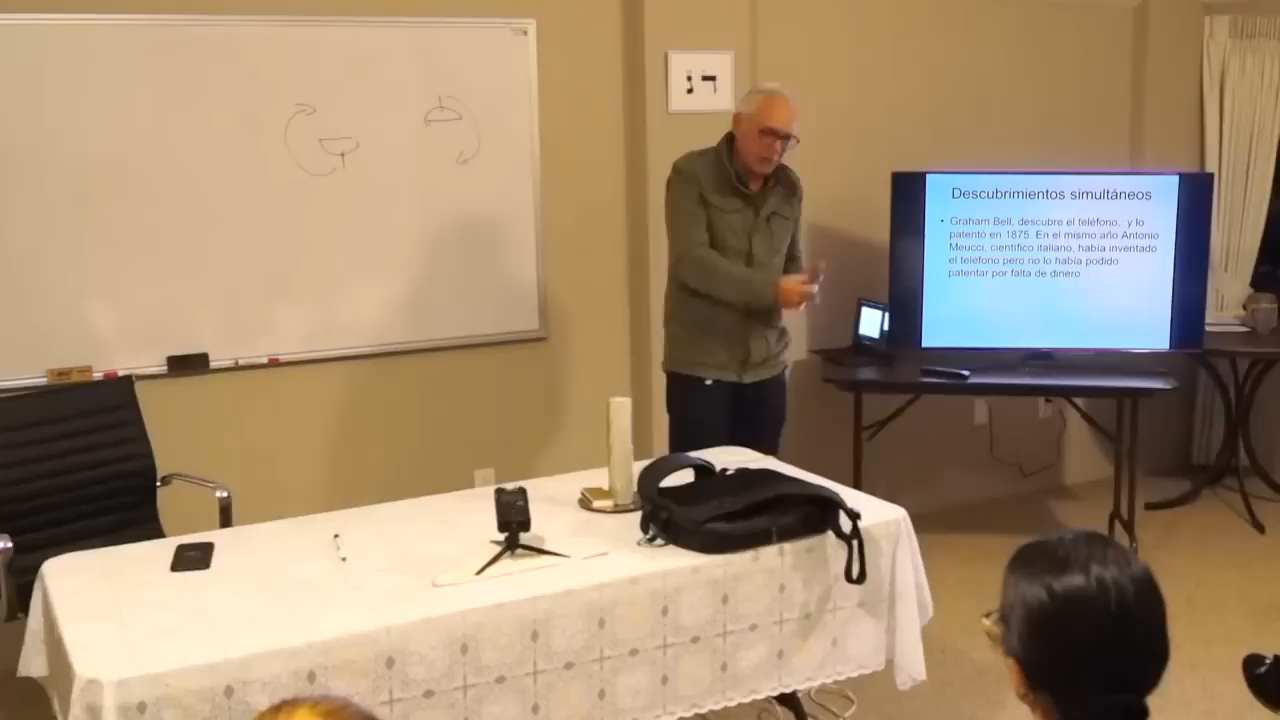 דנ
Descubrimientos simultáneos
• Graham Bell, descubre el teléfono, y lo
patentó en 1875. En el mismo año Antonio
Meucci, científico italiano, había inventado
el teléfono pero no lo había podido
patentar por falta de dinero